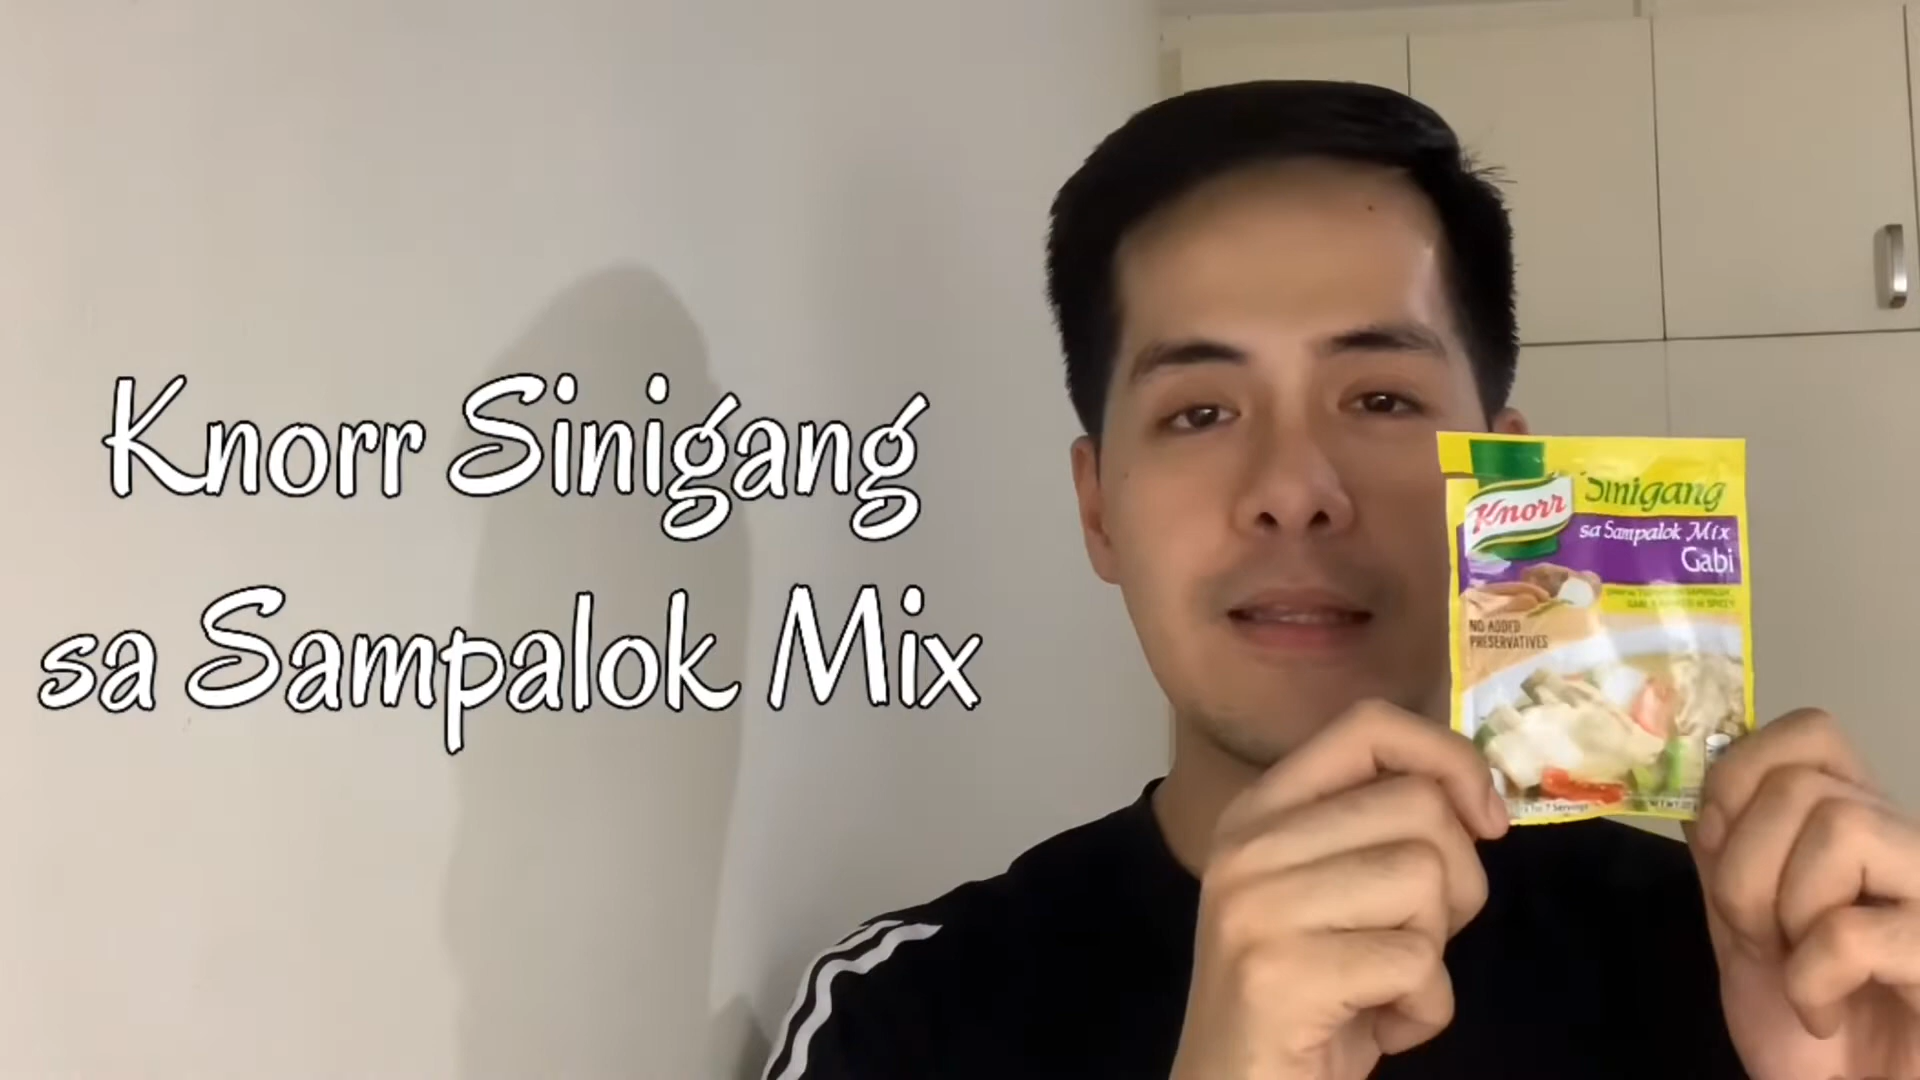 Knorr Sinigang
sa Sampalok Mix
Knorr
Sinigang
sa Sampalok Mix
Gabi
NO ADDED
PRESERVATIVES